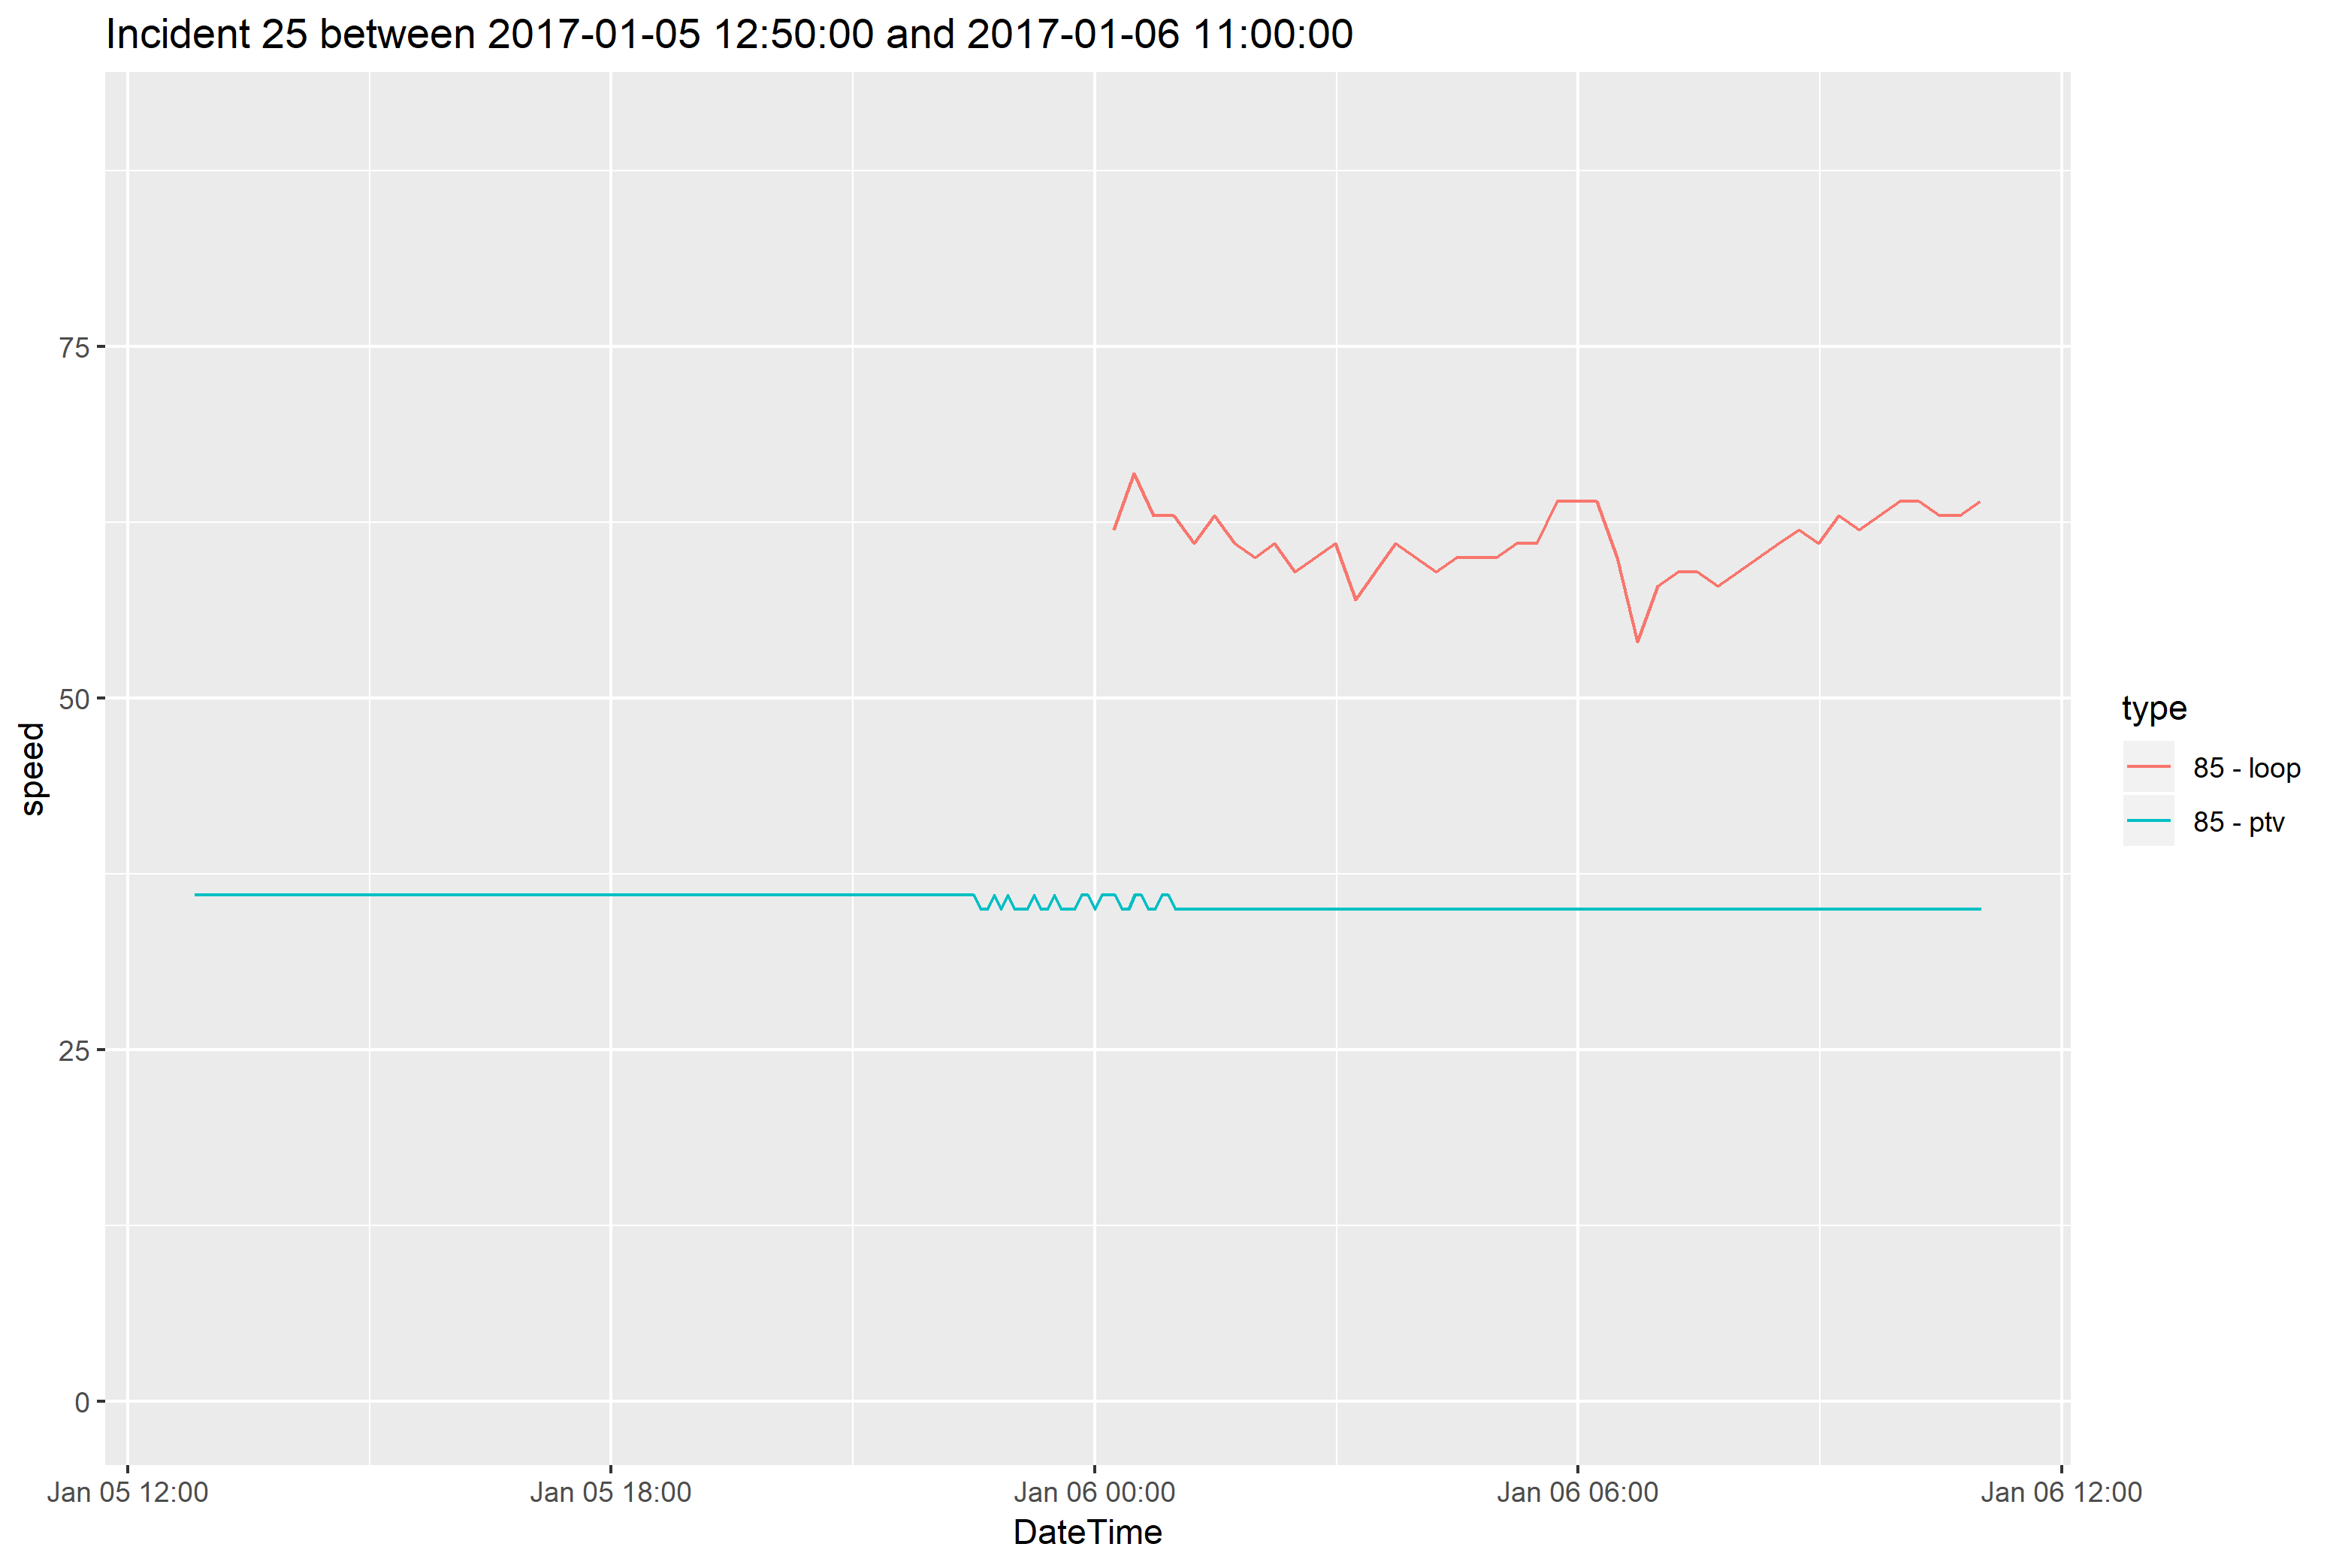 Incident 25 between 2017-01-05 12:50:00 and 2017-01-06 11:00:00
75
50
25
0
speed
Jan 05 12:00
Jan 05 18:00
Jan 06 00:00
Jan 06 06:00
Jan 06 12:00
DateTime
type
85 - loop
85 - ptv